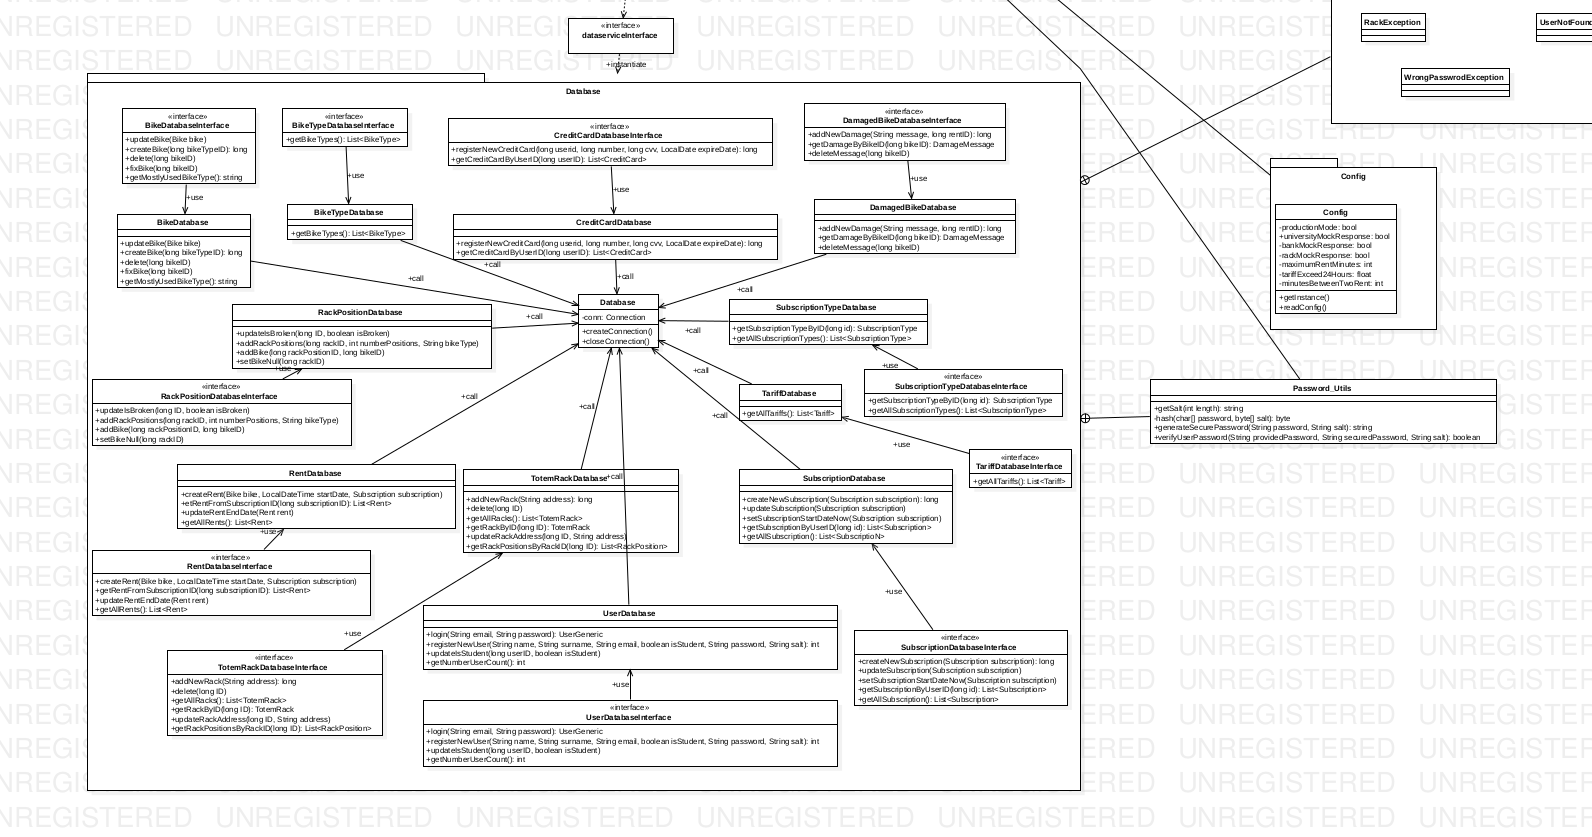 «interface»
dataserviceInterface
+instantiate
Database
«interface»
BikeDatabaseInterface
+updateBike(Bike bike)
+createBike(long bikeTypeID): long
+delete(long bikeID)
+fixBike(long bikeID)
+getMostlyUsedBikeType(): string
+use
«interface»
BikeTypeDatabaseInterface
+getBikeTypes(): List<BikeType>
+use
«interface»
CreditCardDatabaseInterface
+registerNewCreditCard(long userid, long number, long cvv, LocalDate expireDate): long
+getCreditCardByUserID(long userID): List<CreditCard>
+use
«interface»
DamagedBikeDatabaseInterface
+addNewDamage(String message, long rentID): long
+getDamageByBikeID(long bikeID): DamageMessage
+deleteMessage(long bikeID)
+use
BikeDatabase
+updateBike(Bike bike)
+createBike(long bikeTypeID): long
+delete(long bikeID)
+fixBike(long bikeID)
+getMostlyUsedBikeType(): string
+call
BikeTypeDatabase
+getBikeTypes(): List<BikeType>
+call
CreditCardDatabase
+registerNewCreditCard(long userid, long number, long cvv, LocalDate expireDate): long
+getCreditCardByUserID(long userID): List<CreditCard>
+call
DamagedBikeDatabase
+addNewDamage(String message, long rentID): long
+getDamageByBikeID(long bikeID): DamageMessage
+deleteMessage(long bikeID)
+call
RackPositionDatabase
+updateIsBroken(long ID, boolean isBroken)
+addRackPositions(long rackID, int numberPositions, String bikeType)
+addBike(long rackPositionID, long bikeID)
+setBikeNull(long rackID)
+call
+use
Database
-conn: Connection
+createConnection()
+closeConnection()
SubscriptionTypeDatabase
+getSubscriptionTypeByID(long id): SubscriptionType
+getAllSubscriptionTypes(): List<SubscriptionType>
+call
+use
«interface»
RackPositionDatabaseInterface
+updateIsBroken(long ID, boolean isBroken)
+addRackPositions(long rackID, int numberPositions, String bikeType)
+addBike(long rackPositionID, long bikeID)
+setBikeNull(long rackID)
+call
+call
+call
+call
TariffDatabase
+getAllTariffs(): List<Tariff>
+use
«interface»
SubscriptionTypeDatabaseInterface
+getSubscriptionTypeByID(long id): SubscriptionType
+getAllSubscriptionTypes(): List<SubscriptionType>
«interface»
TariffDatabaseInterface
+getAllTariffs(): List<Tariff>
RentDatabase
+createRent(Bike bike, LocalDateTime startDate, Subscription subscription)
+etRentFromSubscriptionID(long subscriptionID): List<Rent>
+updateRentEndDate(Rent rent)
+getAllRents(): List<Rent>
+use
TotemRackDatabase
+call
+addNewRack(String address): long
+delete(long ID)
+getAllRacks(): List<TotemRack>
+getRackByID(long ID): TotemRack
+updateRackAddress(long ID, String address)
+getRackPositionsByRackID(long ID): List<RackPosition>
SubscriptionDatabase
+createNewSubscription(Subscription subscription): long
+updateSubscription(Subscription subscription)
+setSubscriptionStartDateNow(Subscription subscription)
+getSubscriptionByUserID(long id): List<Subscription>
+getAllSubscription(): List<SubscriptioN>
+use
«interface»
RentDatabaseInterface
+createRent(Bike bike, LocalDateTime startDate, Subscription subscription)
+getRentFromSubscriptionID(long subscriptionID): List<Rent>
+updateRentEndDate(Rent rent)
+getAllRents(): List<Rent>
+use
UserDatabase
+login(String email, String password): UserGeneric
+registerNewUser(String name, String surname, String email, boolean isStudent, String password, String salt): int
+updateIsStudent(long userID, boolean isStudent)
+getNumberUserCount(): int
+use
«interface»
SubscriptionDatabaseInterface
+createNewSubscription(Subscription subscription): long
+updateSubscription(Subscription subscription)
+setSubscriptionStartDateNow(Subscription subscription)
+getSubscriptionByUserID(long id): List<Subscription>
+getAllSubscription(): List<Subscription>
«interface»
TotemRackDatabaseInterface
+addNewRack(String address): long
+delete(long ID)
+getAllRacks(): List<TotemRack>
+getRackByID(long ID): TotemRack
+updateRackAddress(long ID, String address)
+getRackPositionsByRackID(long ID): List<RackPosition>
«interface»
UserDatabaseInterface
+login(String email, String password): UserGeneric
+registerNewUser(String name, String surname, String email, boolean isStudent, String password, String salt): int
+updateIsStudent(long userID, boolean isStudent)
+getNumberUserCount(): int
RackException
UserNotFoun
WrongPasswrodException
Config
Config
-productionMode: bool
+universityMockResponse: bool
-bankMockResponse: bool
-rackMockResponse: bool
-maximumRentMinutes: int
-tariffExceed24Hours: float
-minutesBetweenTwoRent: int
+getInstance()
+readConfig()
Password_Utils
+getSalt(int length): string
-hash(char[] password, byte[] salt): byte
+generateSecurePassword(String password, String salt): string
+verifyUserPassword(String providedPassword, String securedPassword, String salt): boolean
UNREGISTERED